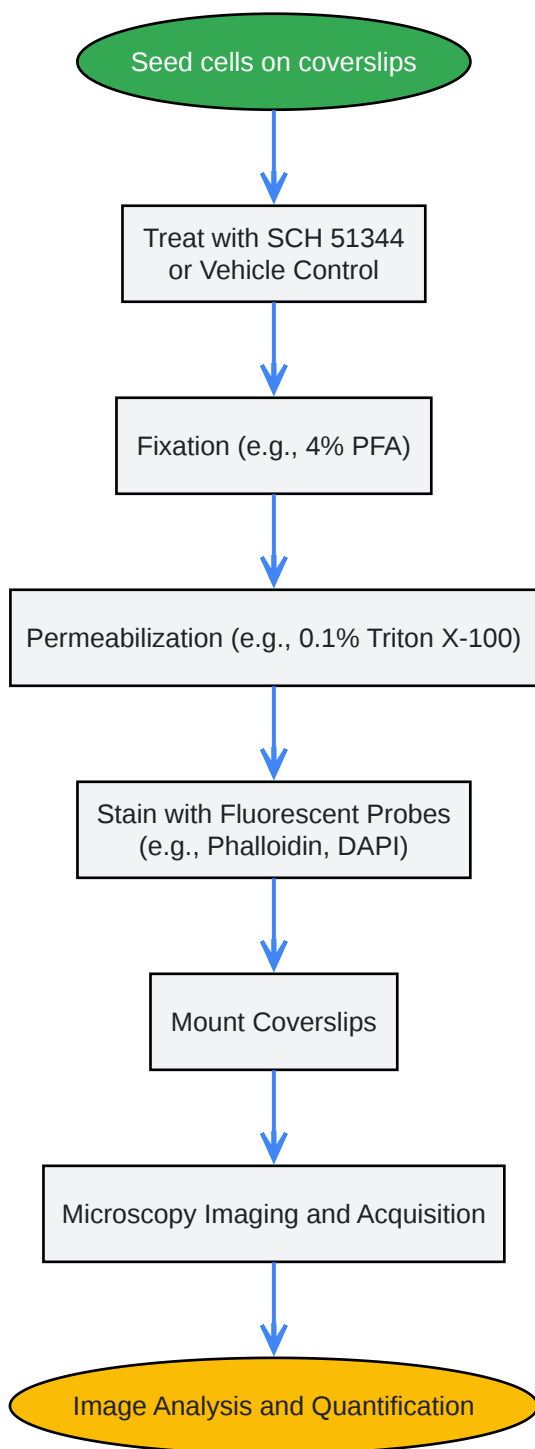 Seed cells on coverslips
Treat with SCH 51344
or Vehicle Control
Fixation (e.g., 4% PFA)
Permeabilization (e.g., 0.1% Triton X-100)
Stain with Fluorescent Probes
(e.g., Phalloidin, DAPI)
Mount Coverslips
Microscopy Imaging and Acquisition
Image Analysis and Quantification